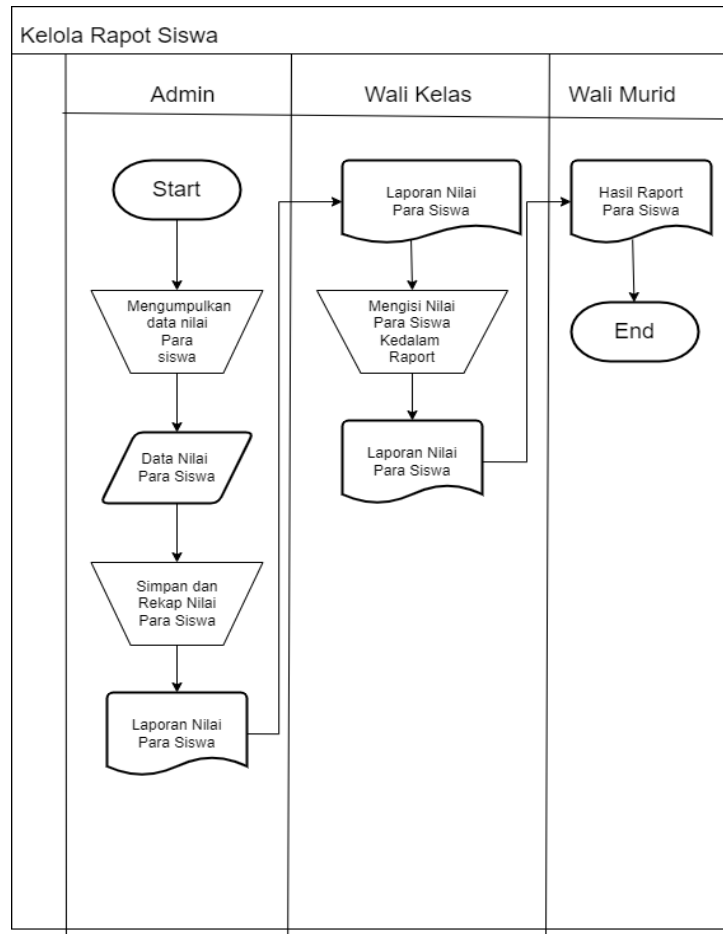 Kelola Rapot Siswa
Admin
Wali Kelas
Wali Murid
Start
Mengumpulkan
data nilai
Para
siswa
Data Nilai
Para Siswa
Simpan dan
Rekap Nilai
Para Siswa
Laporan Nilai
Para Siswa
Laporan Nilai
Para Siswa
Mengisi Nilai
Para Siswa
Kedalam
Raport
Laporan Nilai
Para Siswa
Hasil Raport
Para Siswa
End